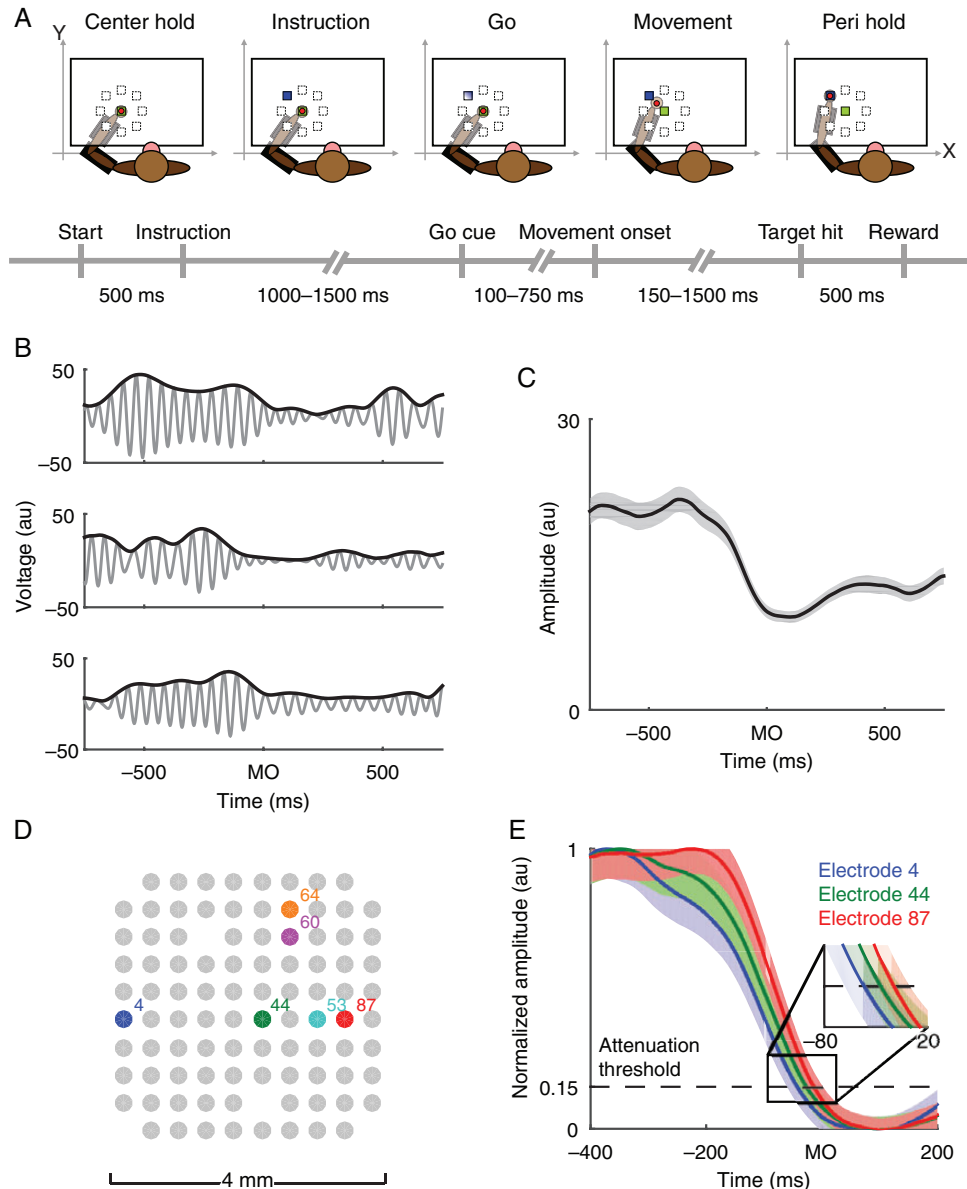 A
Center hold Instruction Go Movement Peri hold
Y
X
Start Instruction Go cue Movement onset Target hit Reward
500 ms 1000–1500 ms 100–750 ms 150–1500 ms 500 ms
B
50
−50
50
−50
50
−50
Voltage (au)
−500 MO 500
Time (ms)
C
30
0
Amplitude (au)
−500 MO 500
Time (ms)
D
64
60
4 44 53 87
4 mm
E
1
0.15
0
Normalized amplitude (au)
Electrode 4
Electrode 44
Electrode 87
−80 20
Attenuation
threshold
−400 −200 MO 200
Time (ms)